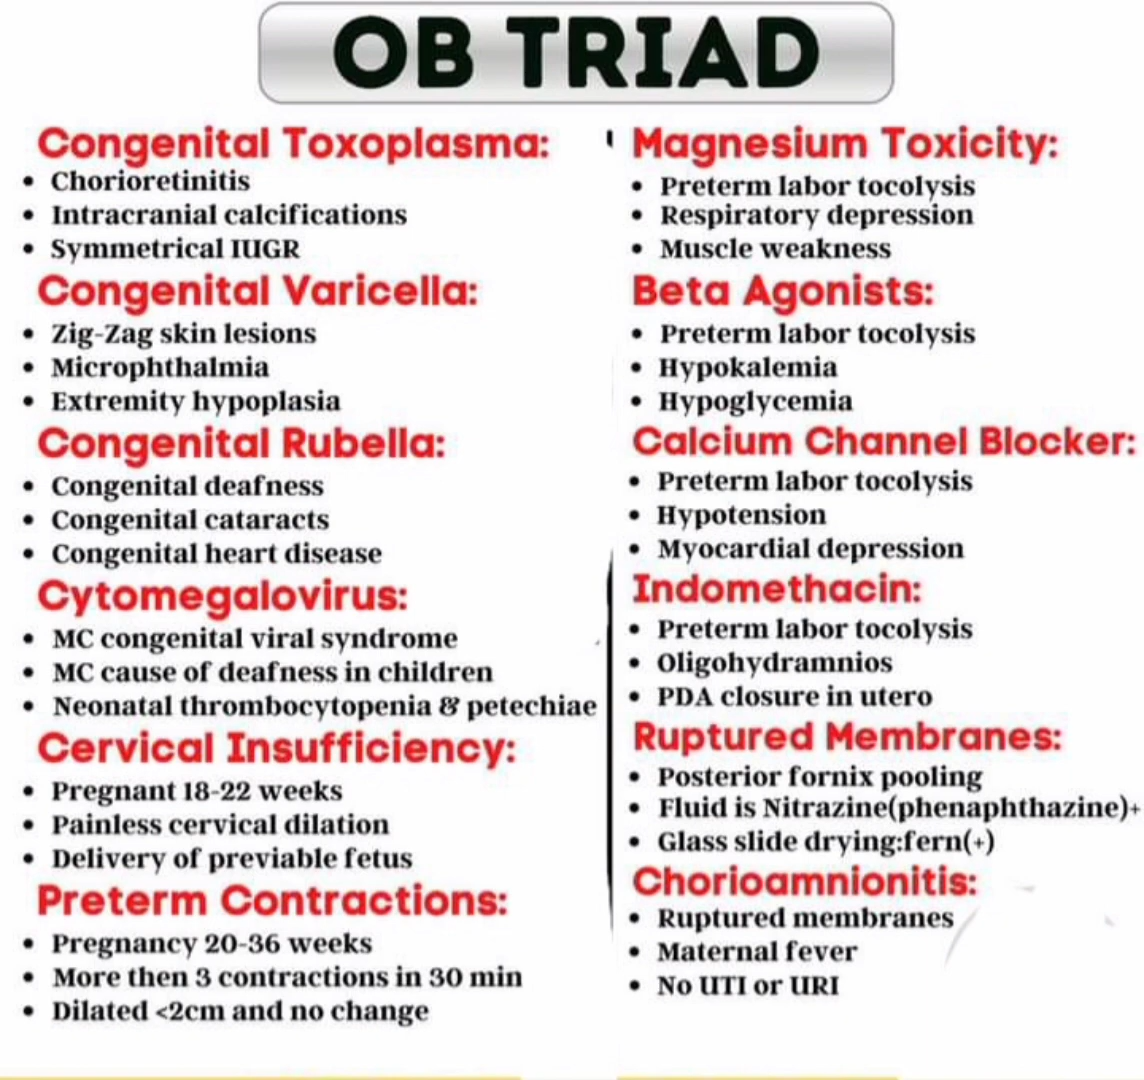 OB TRIAD
Congenital Toxoplasma:
• Chorioretinitis
• Intracranial calcifications
• Symmetrical IUGR
Congenital Varicella:
• Zig-Zag skin lesions
• Microphthalmia
• Extremity hypoplasia
Congenital Rubella:
• Congenital deafness
• Congenital cataracts
• Congenital heart disease
Cytomegalovirus:
• MC congenital viral syndrome
• MC cause of deafness in children
• Neonatal thrombocytopenia & petechiae
Cervical Insufficiency:
• Pregnant 18-22 weeks
• Painless cervical dilation
• Delivery of previable fetus
Preterm Contractions:
• Pregnancy 20-36 weeks
• More then 3 contractions in 30 min
• Dilated <2cm and no change
Magnesium Toxicity:
• Preterm labor tocolysis
• Respiratory depression
• Muscle weakness
Beta Agonists:
• Preterm labor tocolysis
• Hypokalemia
• Hypoglycemia
Calcium Channel Blocker:
• Preterm labor tocolysis
• Hypotension
• Myocardial depression
Indomethacin:
• Preterm labor tocolysis
• Oligohydramnios
• PDA closure in utero
Ruptured Membranes:
• Posterior fornix pooling
• Fluid is Nitrazine(phenaphthazine)+
• Glass slide drying:fern(+)
Chorioamnionitis:
• Ruptured membranes
• Maternal fever
• No UTI or URI